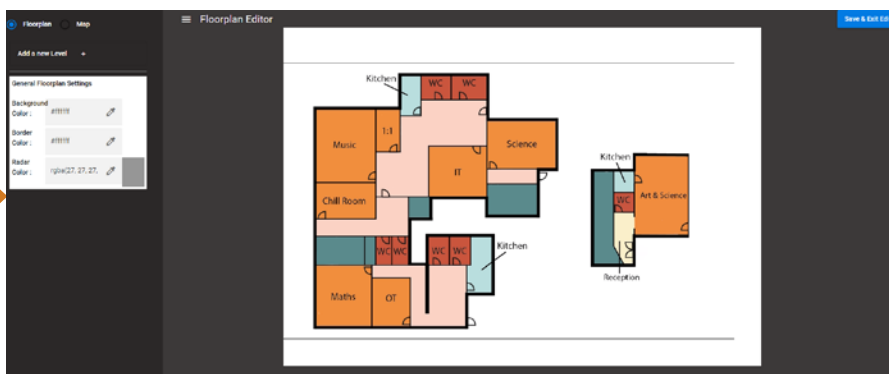 Floorplan Map
Floorplan Editor
Save & Exit Edi
Add a new Level +
General Floorplan Settings
Background
Color : #ffffff
Border
Color : #ffffff
Radar
Color : rgba(27, 27, 27,
Kitchen
WC WC
Music
1:1
Science
IT
Chill Room
WC WC
WC WC
Kitchen
Maths
OT
Kitchen
WC
Art & Science
Reception